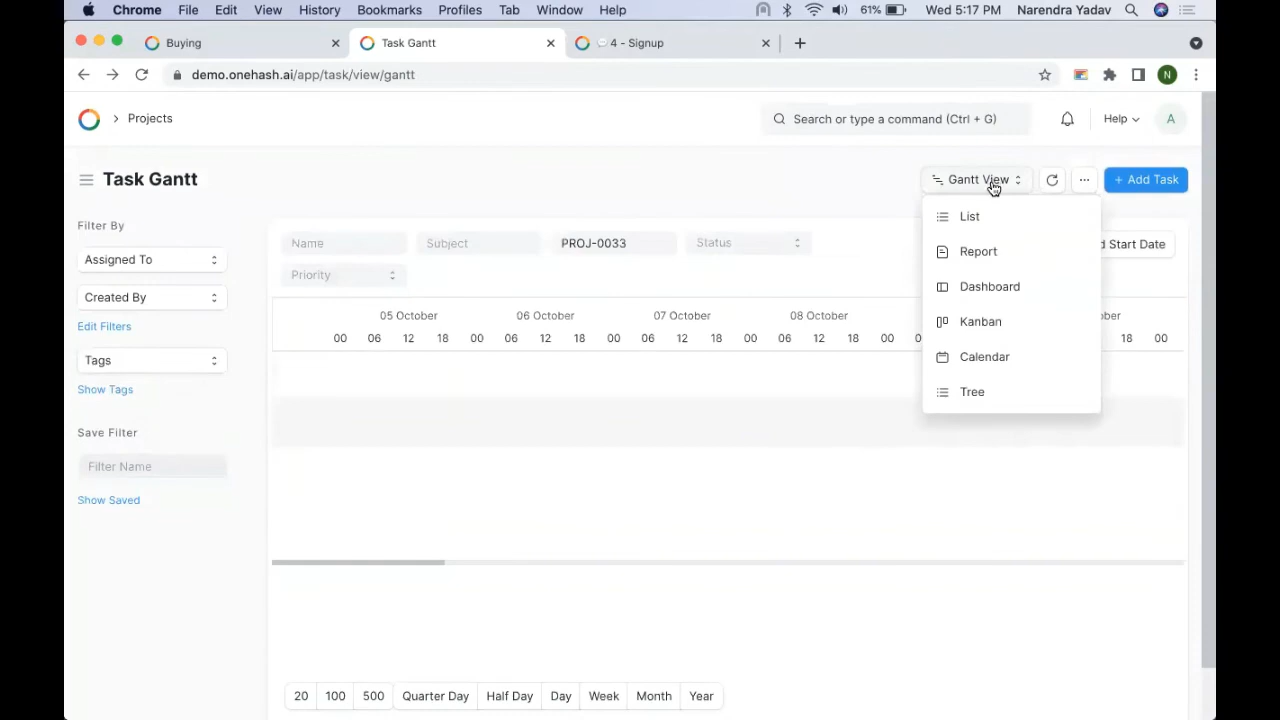 Chrome File Edit View History Bookmarks Profiles Tab Window Help 61% Wed 5:17 PM Narendra Yadav
Buying
Task Gantt
4 - Signup
demo.onehash.ai/app/task/view/gantt
N
Projects
Search or type a command (Ctrl + G)
Help
A
Task Gantt
Gantt View
+ Add Task
Filter By
Assigned To
Created By
Edit Filters
Tags
Show Tags
Save Filter
Filter Name
Show Saved
Name
Subject
PROJ-0033
Status
Start Date
Priority
List
Report
Dashboard
Kanban
Calendar
Tree
05 October 06 October 07 October 08 October
00 06 12 18 00 06 12 18 00 06 12 18 00 06 12 18 00 18 00
20 100 500 Quarter Day Half Day Day Week Month Year